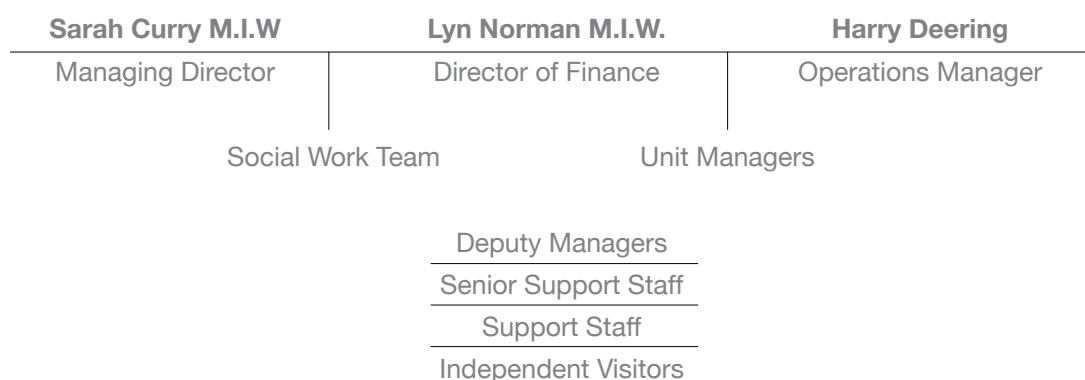 Sarah Curry M.I.W Lyn Norman M.I.W. Harry Deering
Managing Director Director of Finance Operations Manager
Social Work Team Unit Managers
Deputy Managers
Senior Support Staff
Support Staff
Independent Visitors